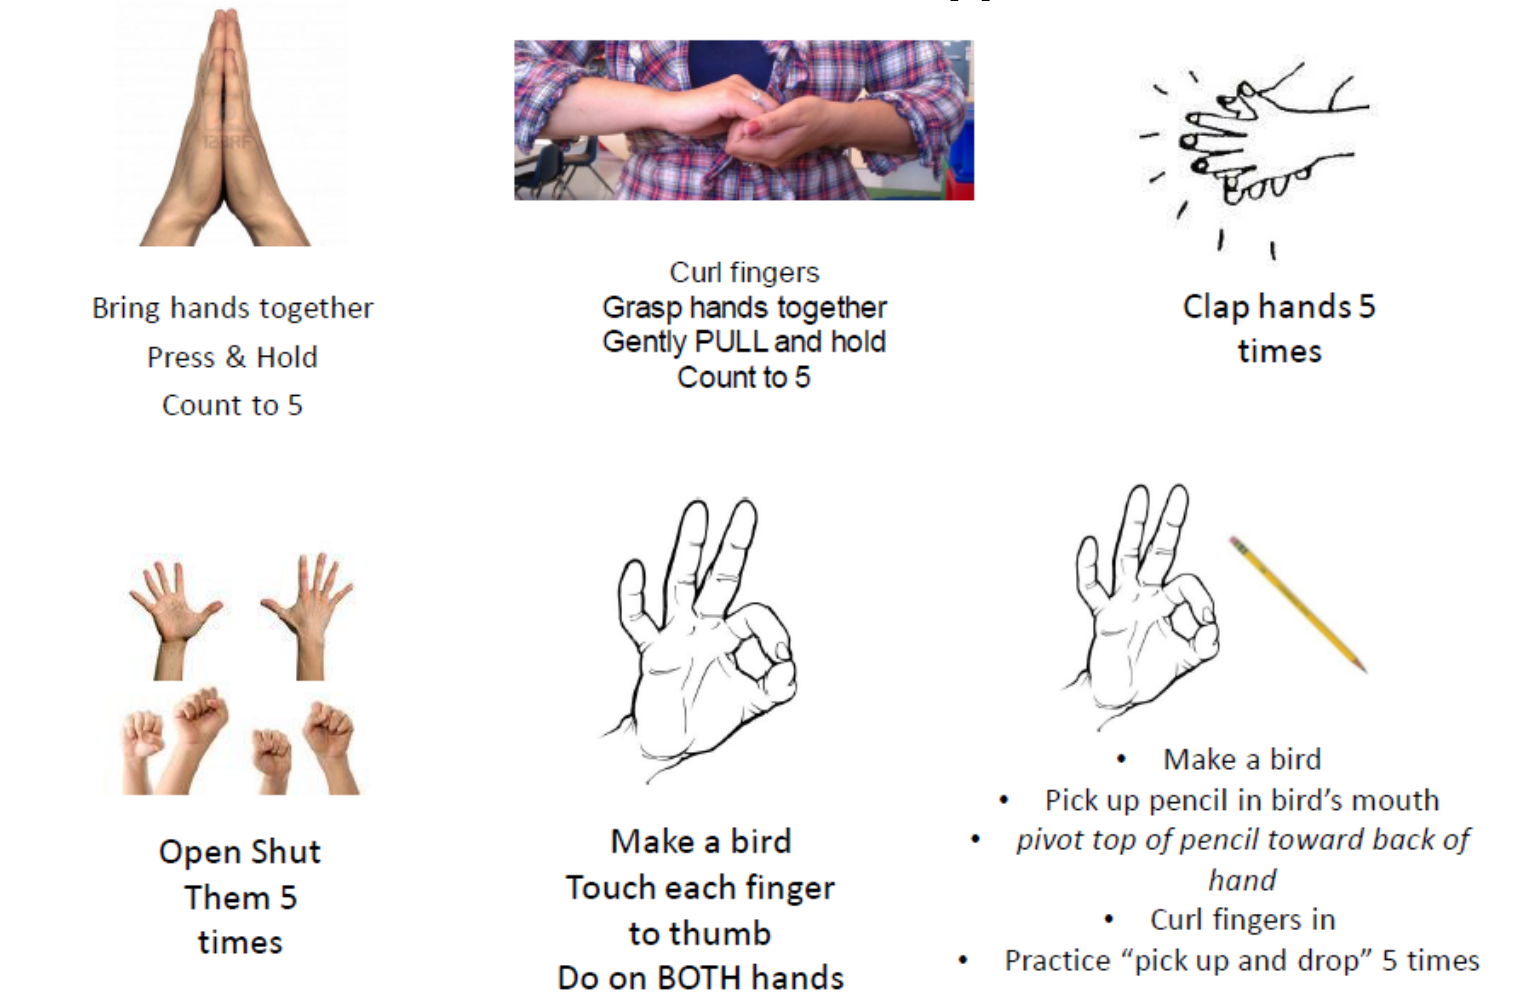 Bring hands together
Press & Hold
Count to 5
Curl fingers
Grasp hands together
Gently PULL and hold
Count to 5
Clap hands 5
times
Open Shut
Them 5
times
Make a bird
Touch each finger
to thumb
Do on BOTH hands
• Make a bird
• Pick up pencil in bird’s mouth
• pivot top of pencil toward back of
hand
• Curl fingers in
• Practice “pick up and drop” 5 times